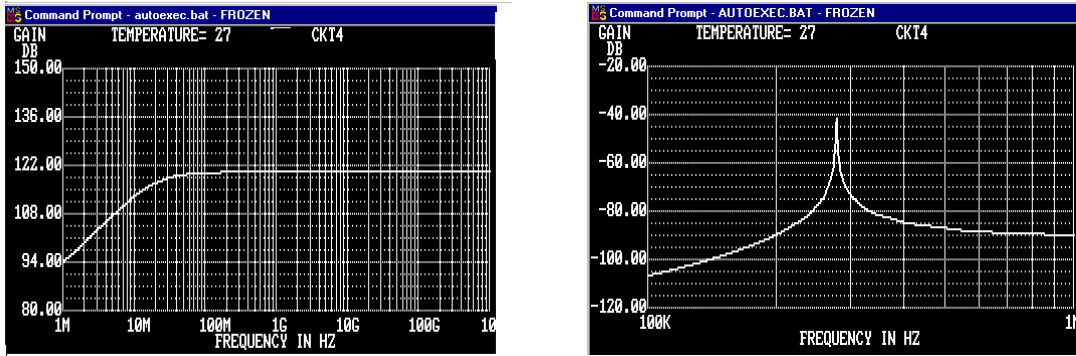 Command Prompt - autoexec.bat - FROZEN
GAIN TEMPERATURE= 27 CKT4
DB
150.00
136.00
122.00
108.00
94.00
80.00
1M 10M 100M 1G 10G 100G 10
FREQUENCY IN HZ
Command Prompt - AUTOEXEC.BAT - FROZEN
GAIN TEMPERATURE= 27 CKT4
DB
-20.00
-40.00
-60.00
-80.00
-100.00
-120.00
100K 1M
FREQUENCY IN HZ